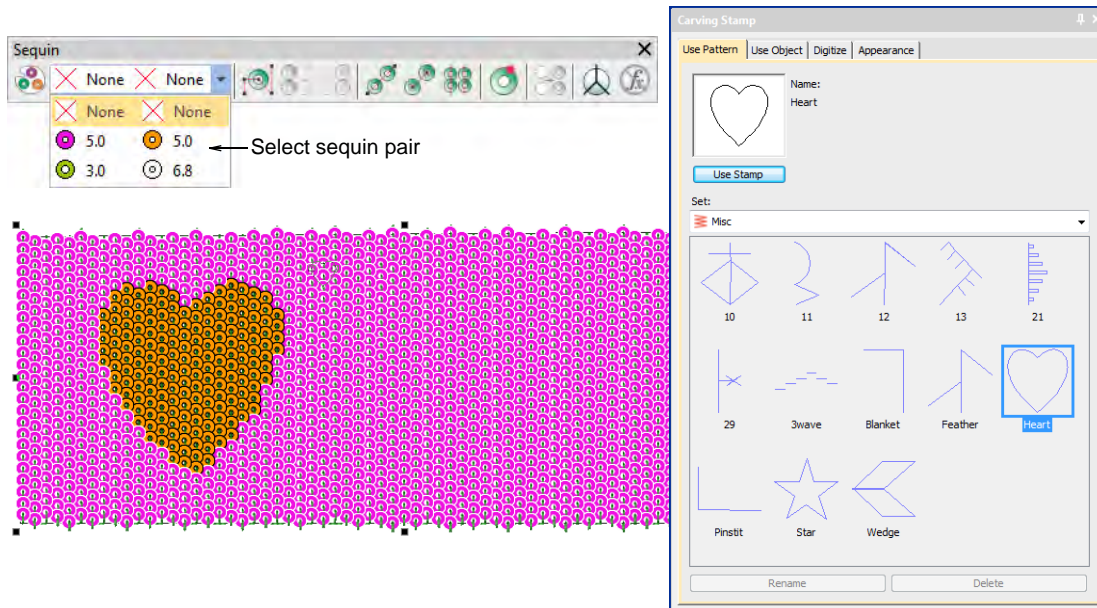 Sequin
None None
None None
5.0 5.0
3.0 6.8
Select sequin pair
Carving Stamp
Use Pattern Use Object Digitize Appearance
Name:
Heart
Use Stamp
Set:
Misc
10 11 12 13 21
29 3wave Blanket Feather Heart
Pinstit Star Wedge
Rename Delete